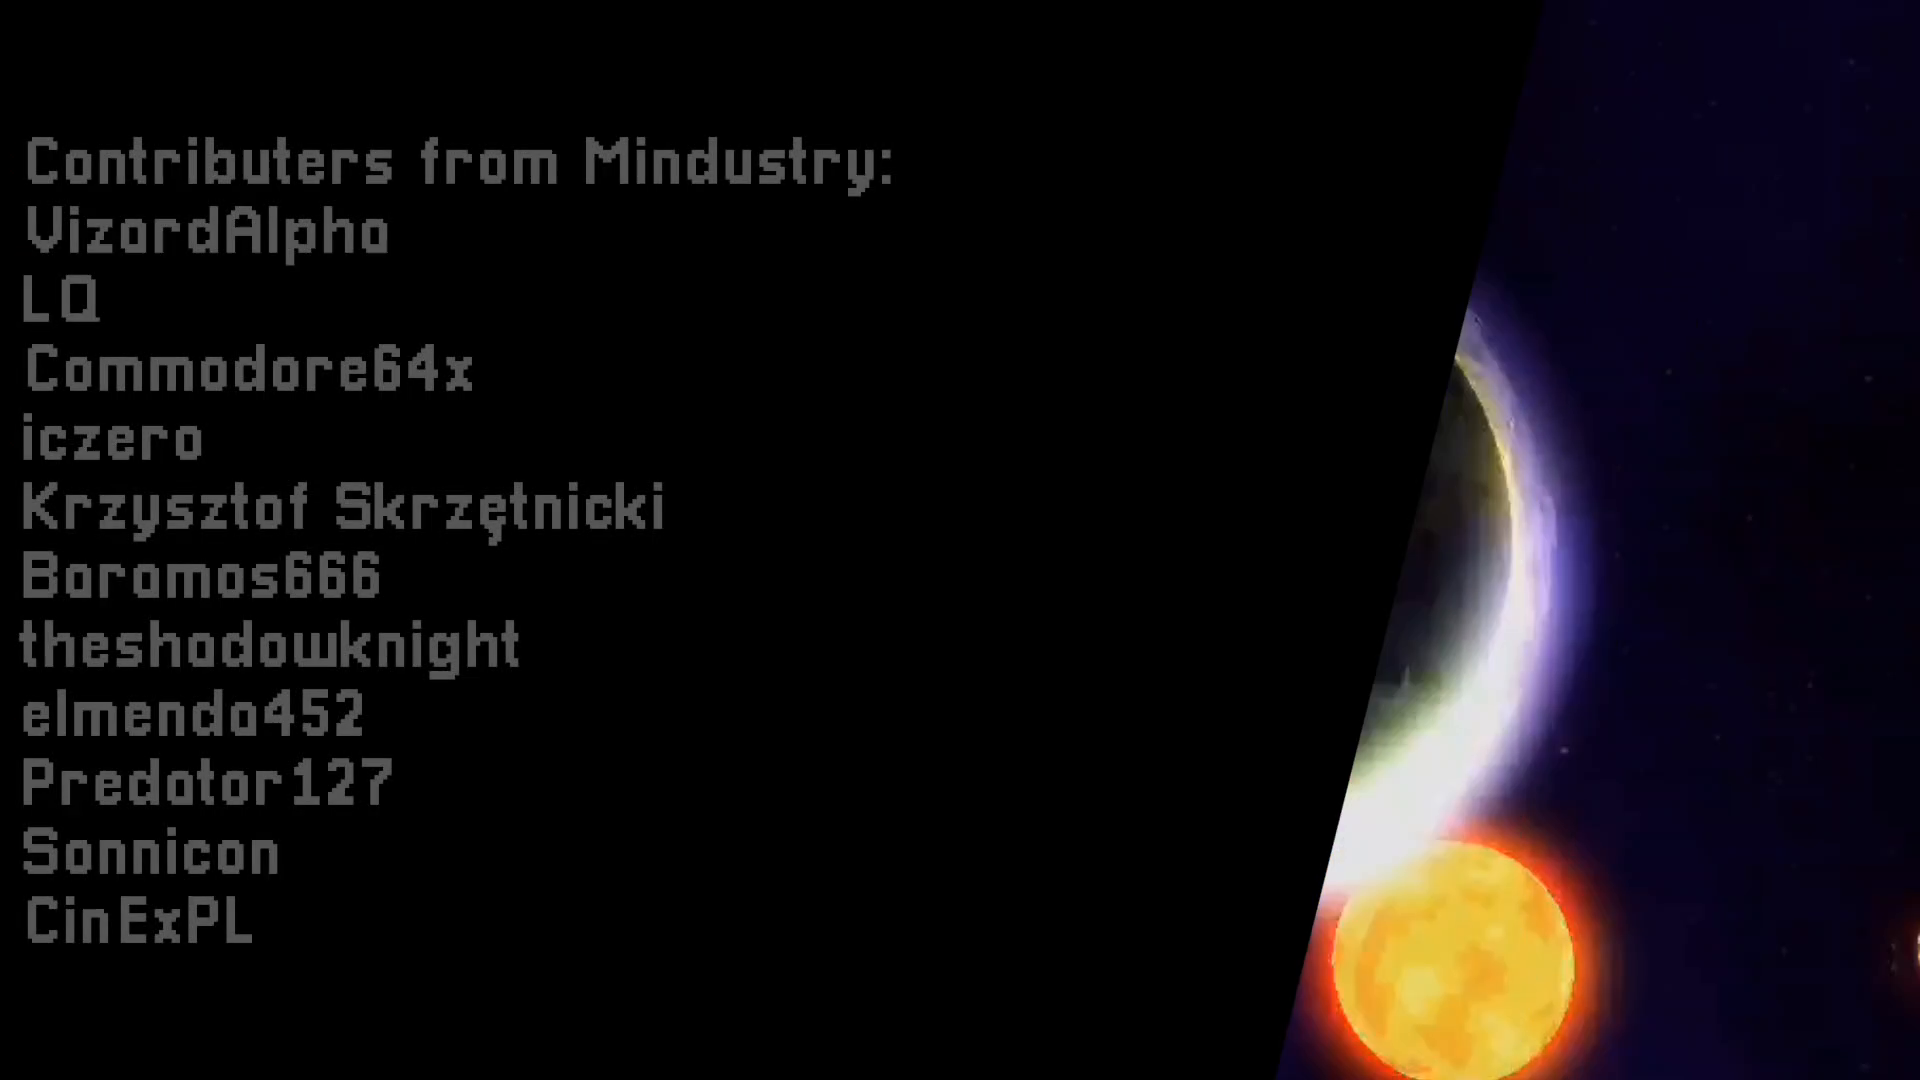 Contributers from Mindustry:
VizardAlpha
LQ
Commodore64x
iczero
Krzysztof Skrzętnicki
Baramos666
theshadowknight
elmenda452
Predator127
Sonnicon
CinExPL